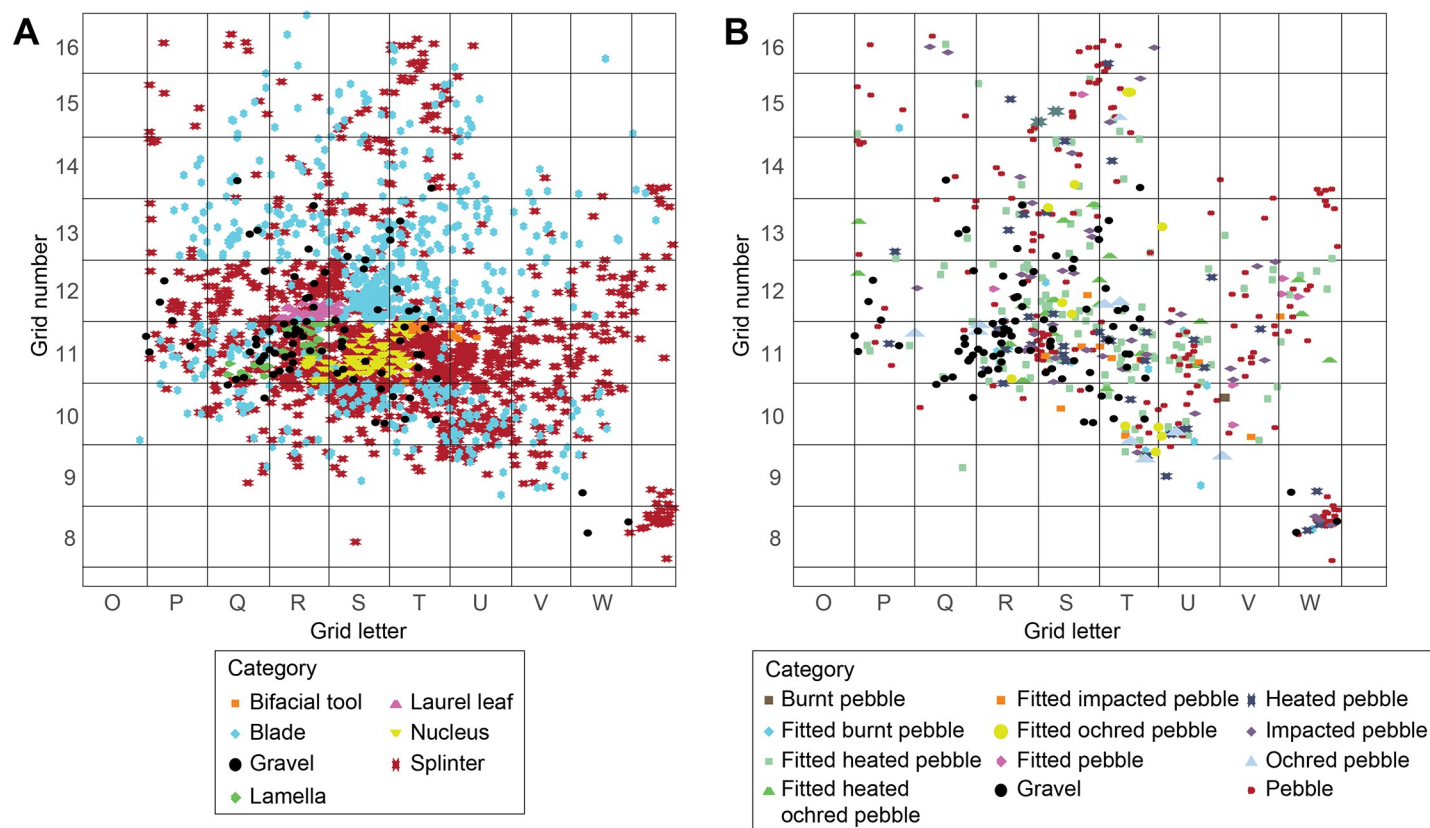 A
B
16
15
14
13
12
11
10
9
8
Grid number
O P Q R S T U V W
Grid letter
16
15
14
13
12
11
10
9
8
Grid number
O P Q R S T U V W
Grid letter
Category
Bifacial tool
Blade
Gravel
Lamella
Laurel leaf
Nucleus
Splinter
Category
Burnt pebble
Fitted burnt pebble
Fitted heated pebble
Fitted heated
ochred pebble
Fitted impacted pebble
Fitted ochred pebble
Fitted pebble
Gravel
Heated pebble
Impacted pebble
Ochred pebble
Pebble